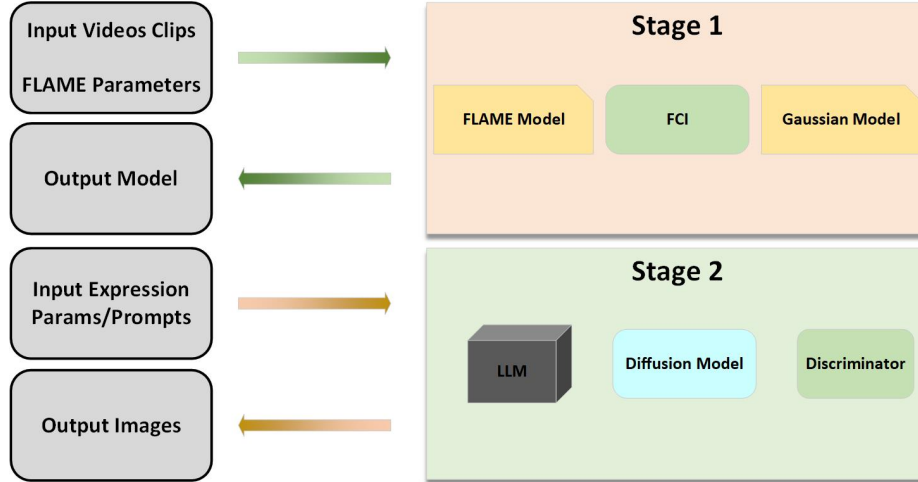 Input Videos Clips
FLAME Parameters
Output Model
Input Expression
Params/Prompts
Output Images
Stage 1
FLAME Model
FCI
Gaussian Model
Stage 2
LLM
Diffusion Model
Discriminator